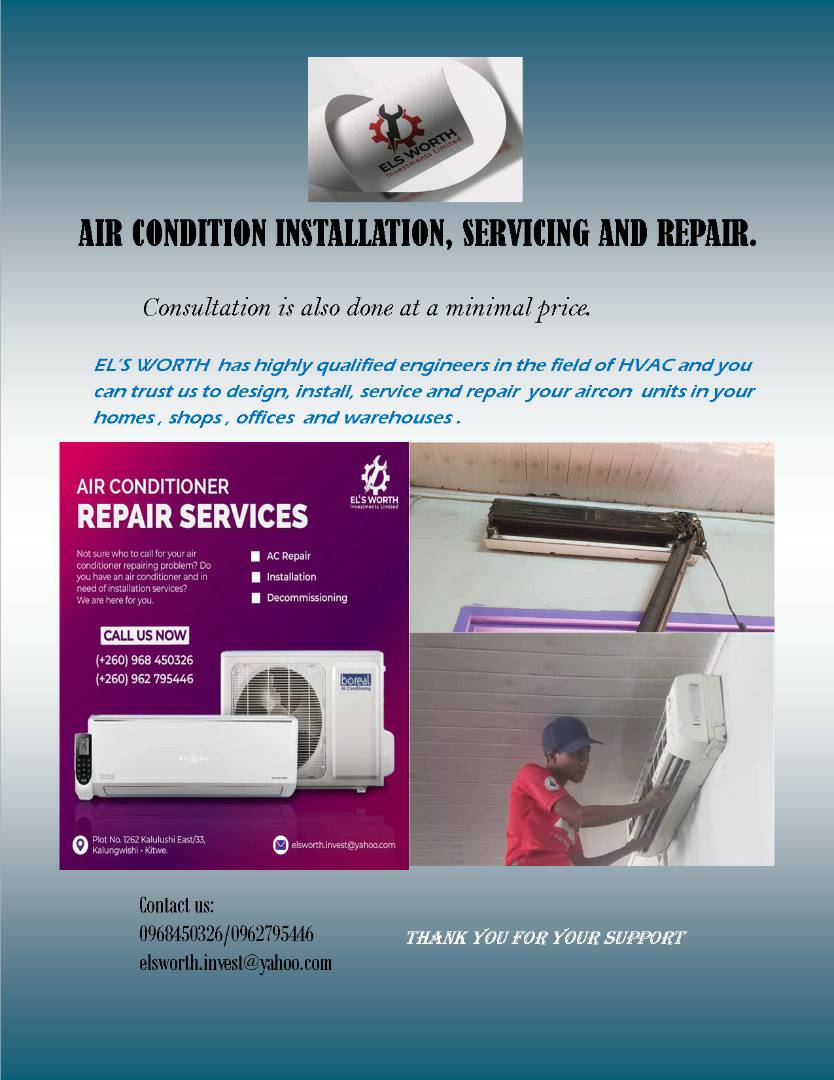 ELS WORTH
Investments Limited
AIR CONDITION INSTALLATION, SERVICING AND REPAIR.
Consultation is also done at a minimal price.
EL'S WORTH has highly qualified engineers in the field of HVAC and you
can trust us to design, install, service and repair your aircon units in your
homes , shops , offices and warehouses .
EL'S WORTH
Investments Limited
AIR CONDITIONER
REPAIR SERVICES
Not sure who to call for your air
conditioner repairing problem? Do
you have an air conditioner and in
need of installation services?
We are here for you.
AC Repair
Installation
Decommissioning
CALL US NOW
(+260) 968 450326
(+260) 962 795446
boreal
Air Conditioning
Plot No. 1262 Kalulushi East/33,
Kalungwishi - Kitwe.
elsworth.invest@yahoo.com
Contact us:
0968450326/0962795446
elsworth.invest@yahoo.com
THANK YOU FOR YOUR SUPPORT